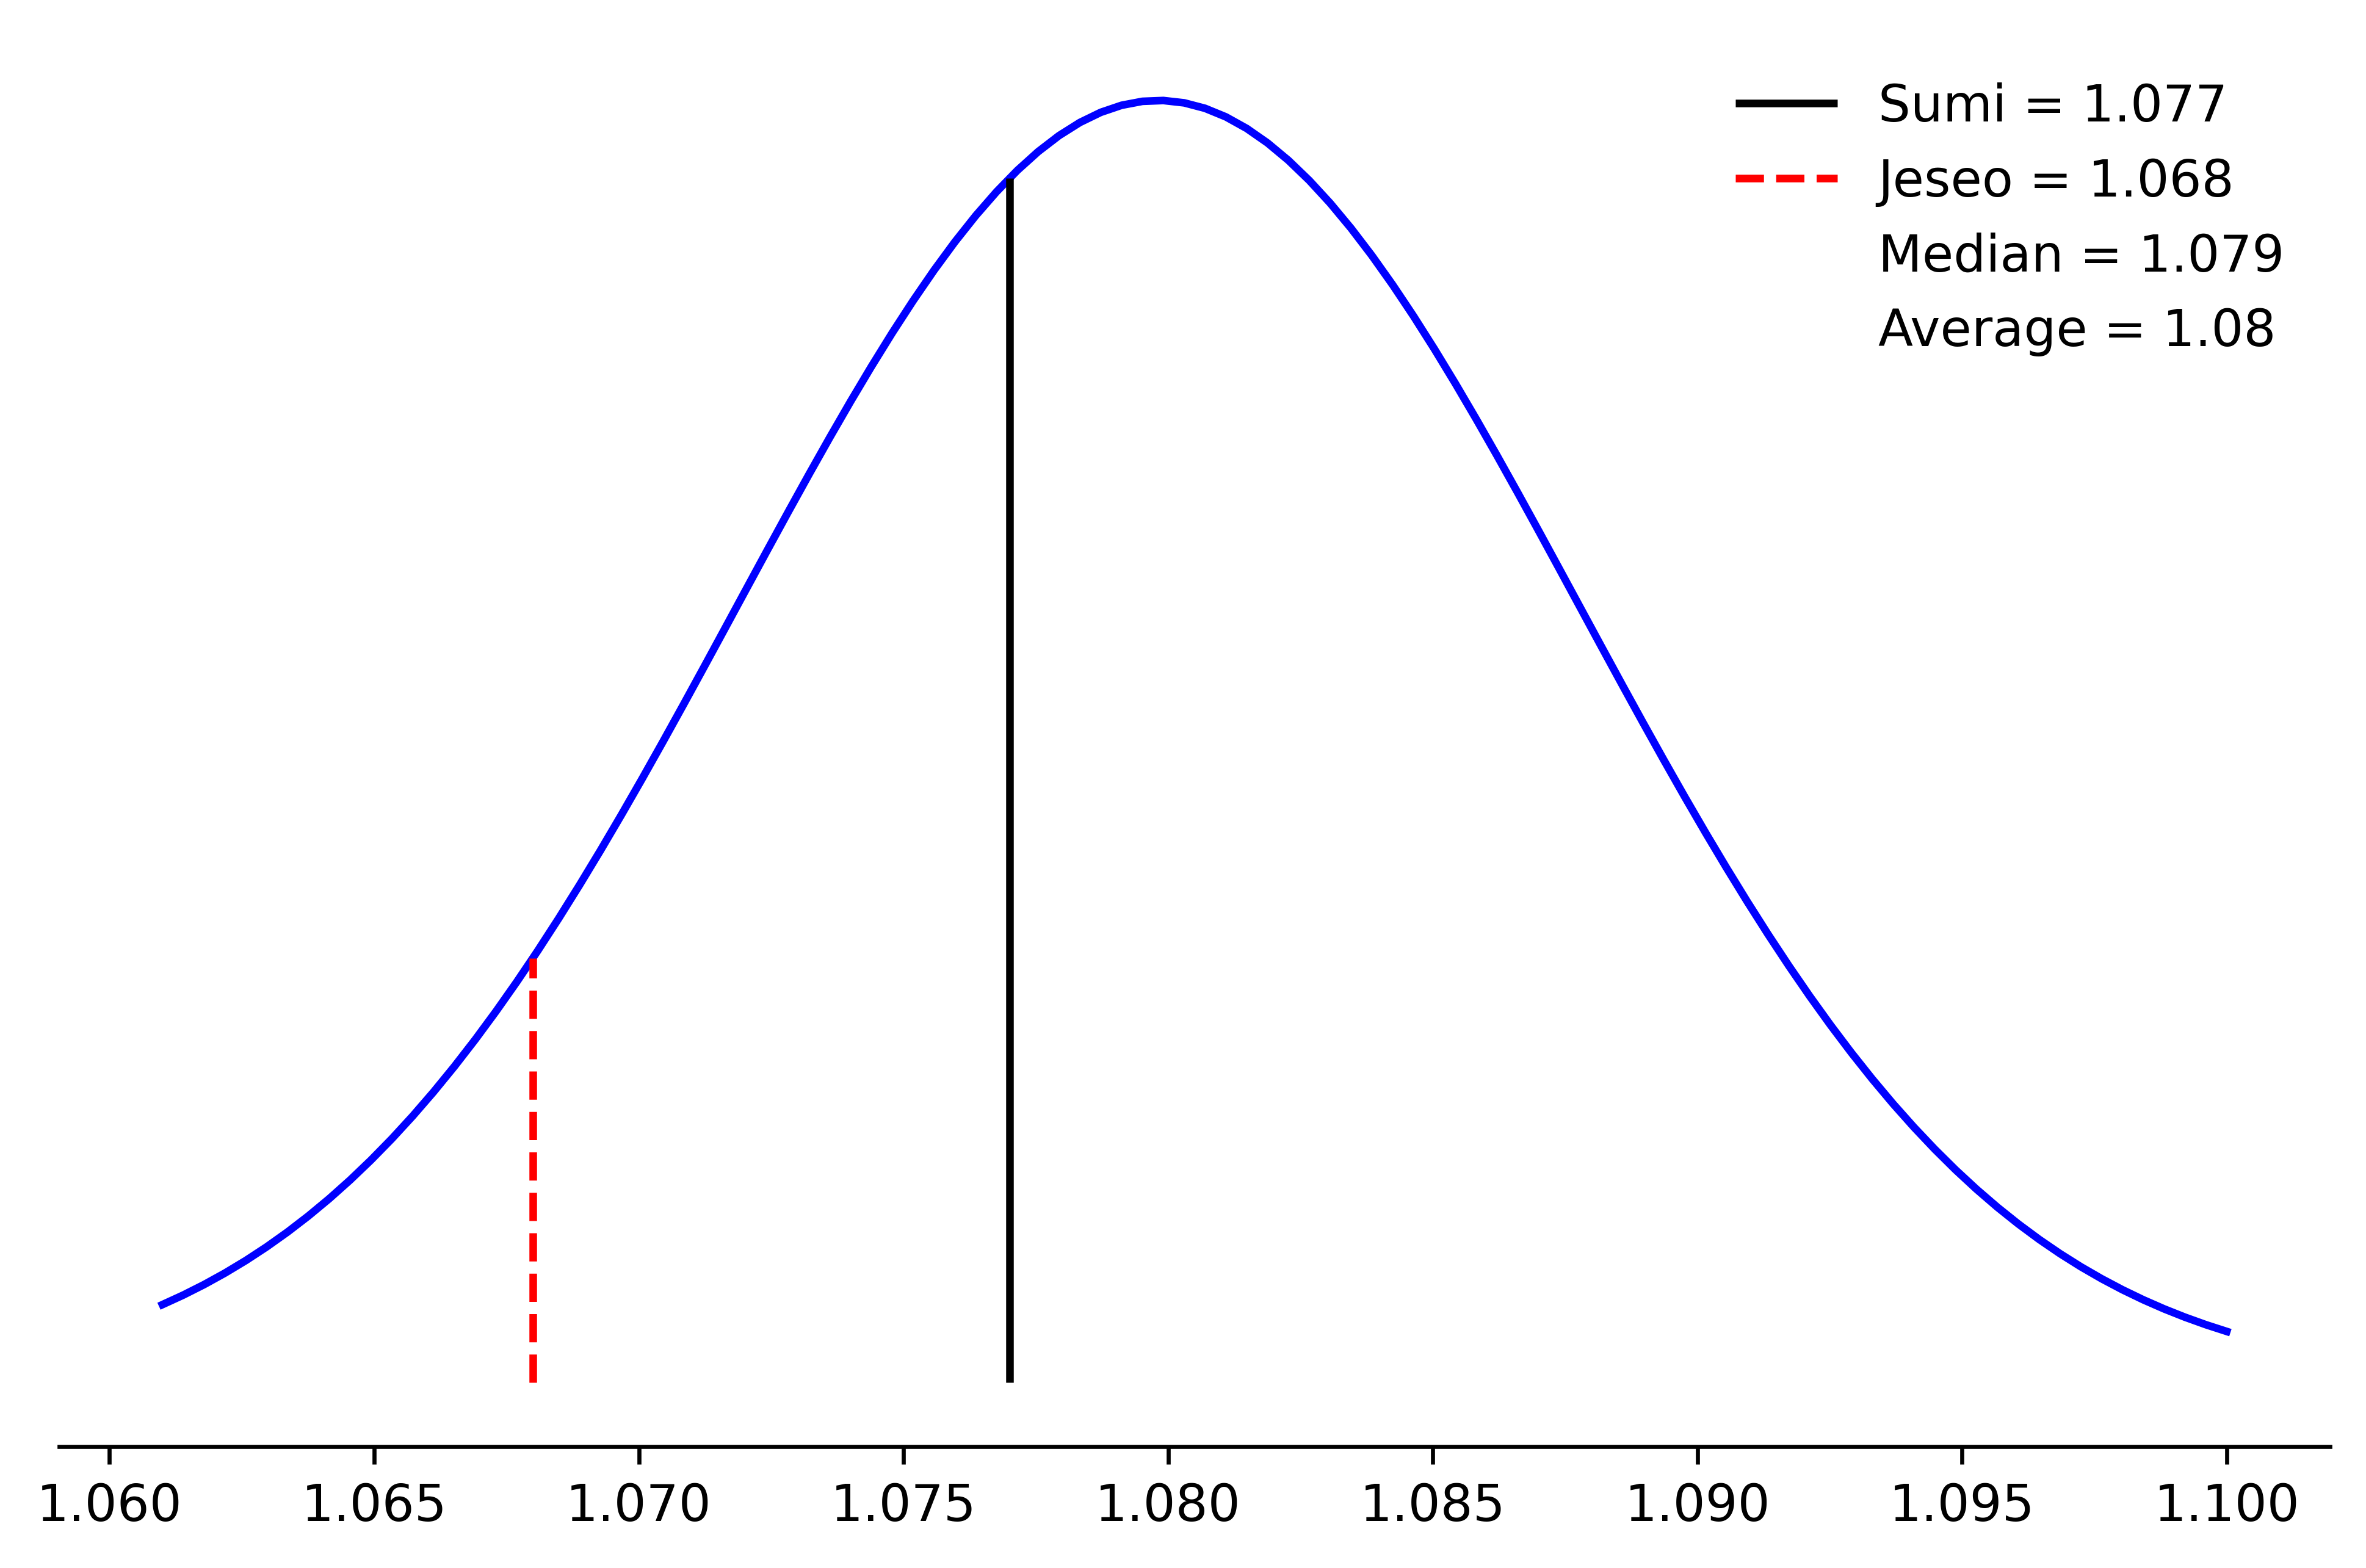 Sumi = 1.077
Jeseo = 1.068
Median = 1.079
Average = 1.08
1.060 1.065 1.070 1.075 1.080 1.085 1.090 1.095 1.100